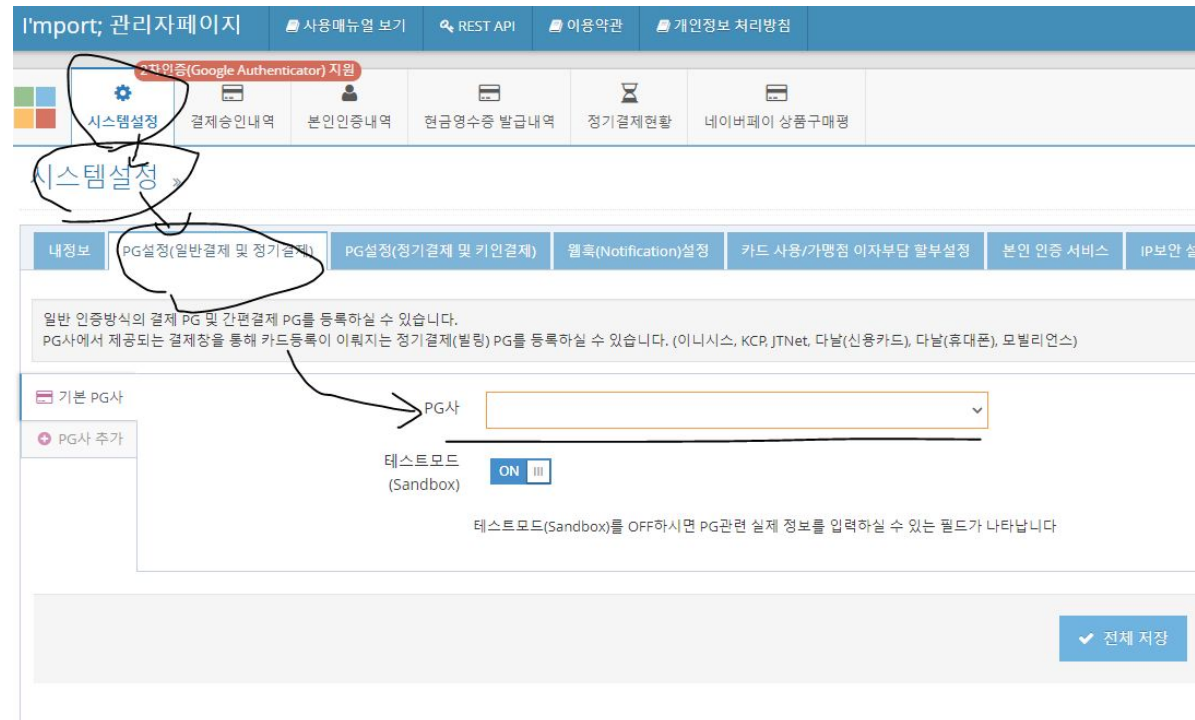 I'mport; 관리자페이지 사용매뉴얼 보기 REST API 이용약관 개인정보 처리방침
2차인증(Google Authenticator) 지원
시스템설정 결제승인내역 본인인증내역 현금영수증 발급내역 정기결제현황 네이버페이 상품구매평
시스템설정 »
내정보 PG설정(일반결제 및 정기결제) PG설정(정기결제 및 키인결제) 웹훅(Notification)설정 카드 사용/가맹점 이자부담 할부설정 본인 인증 서비스 IP보안 설
일반 인증방식의 결제 PG 및 간편결제 PG를 등록하실 수 있습니다.
PG사에서 제공되는 결제창을 통해 카드등록이 이뤄지는 정기결제(빌링) PG를 등록하실 수 있습니다. (이니시스, KCP, JTNet, 다날(신용카드), 다날(휴대폰), 모빌리언스)
기본 PG사
PG사
PG사 추가
테스트모드
(Sandbox)
ON
테스트모드(Sandbox)를 OFF하시면 PG관련 실제 정보를 입력하실 수 있는 필드가 나타납니다
전체 저장